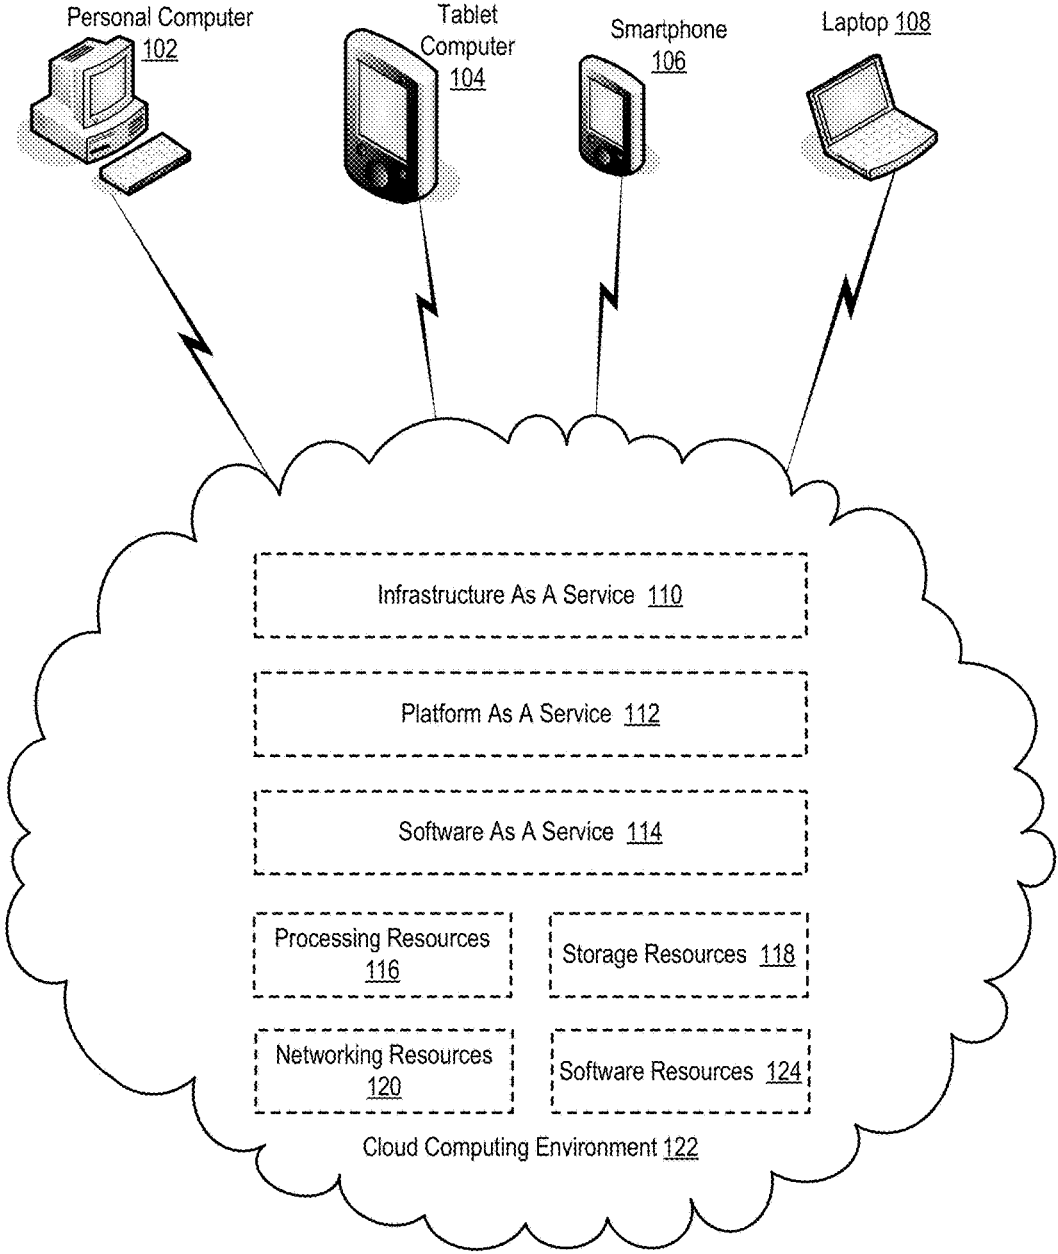 Personal Computer
102
Tablet
Computer
104
Smartphone
106
Laptop 108
Infrastructure As A Service 110
Platform As A Service 112
Software As A Service 114
Processing Resources
116
Storage Resources 118
Networking Resources
120
Software Resources 124
Cloud Computing Environment 122